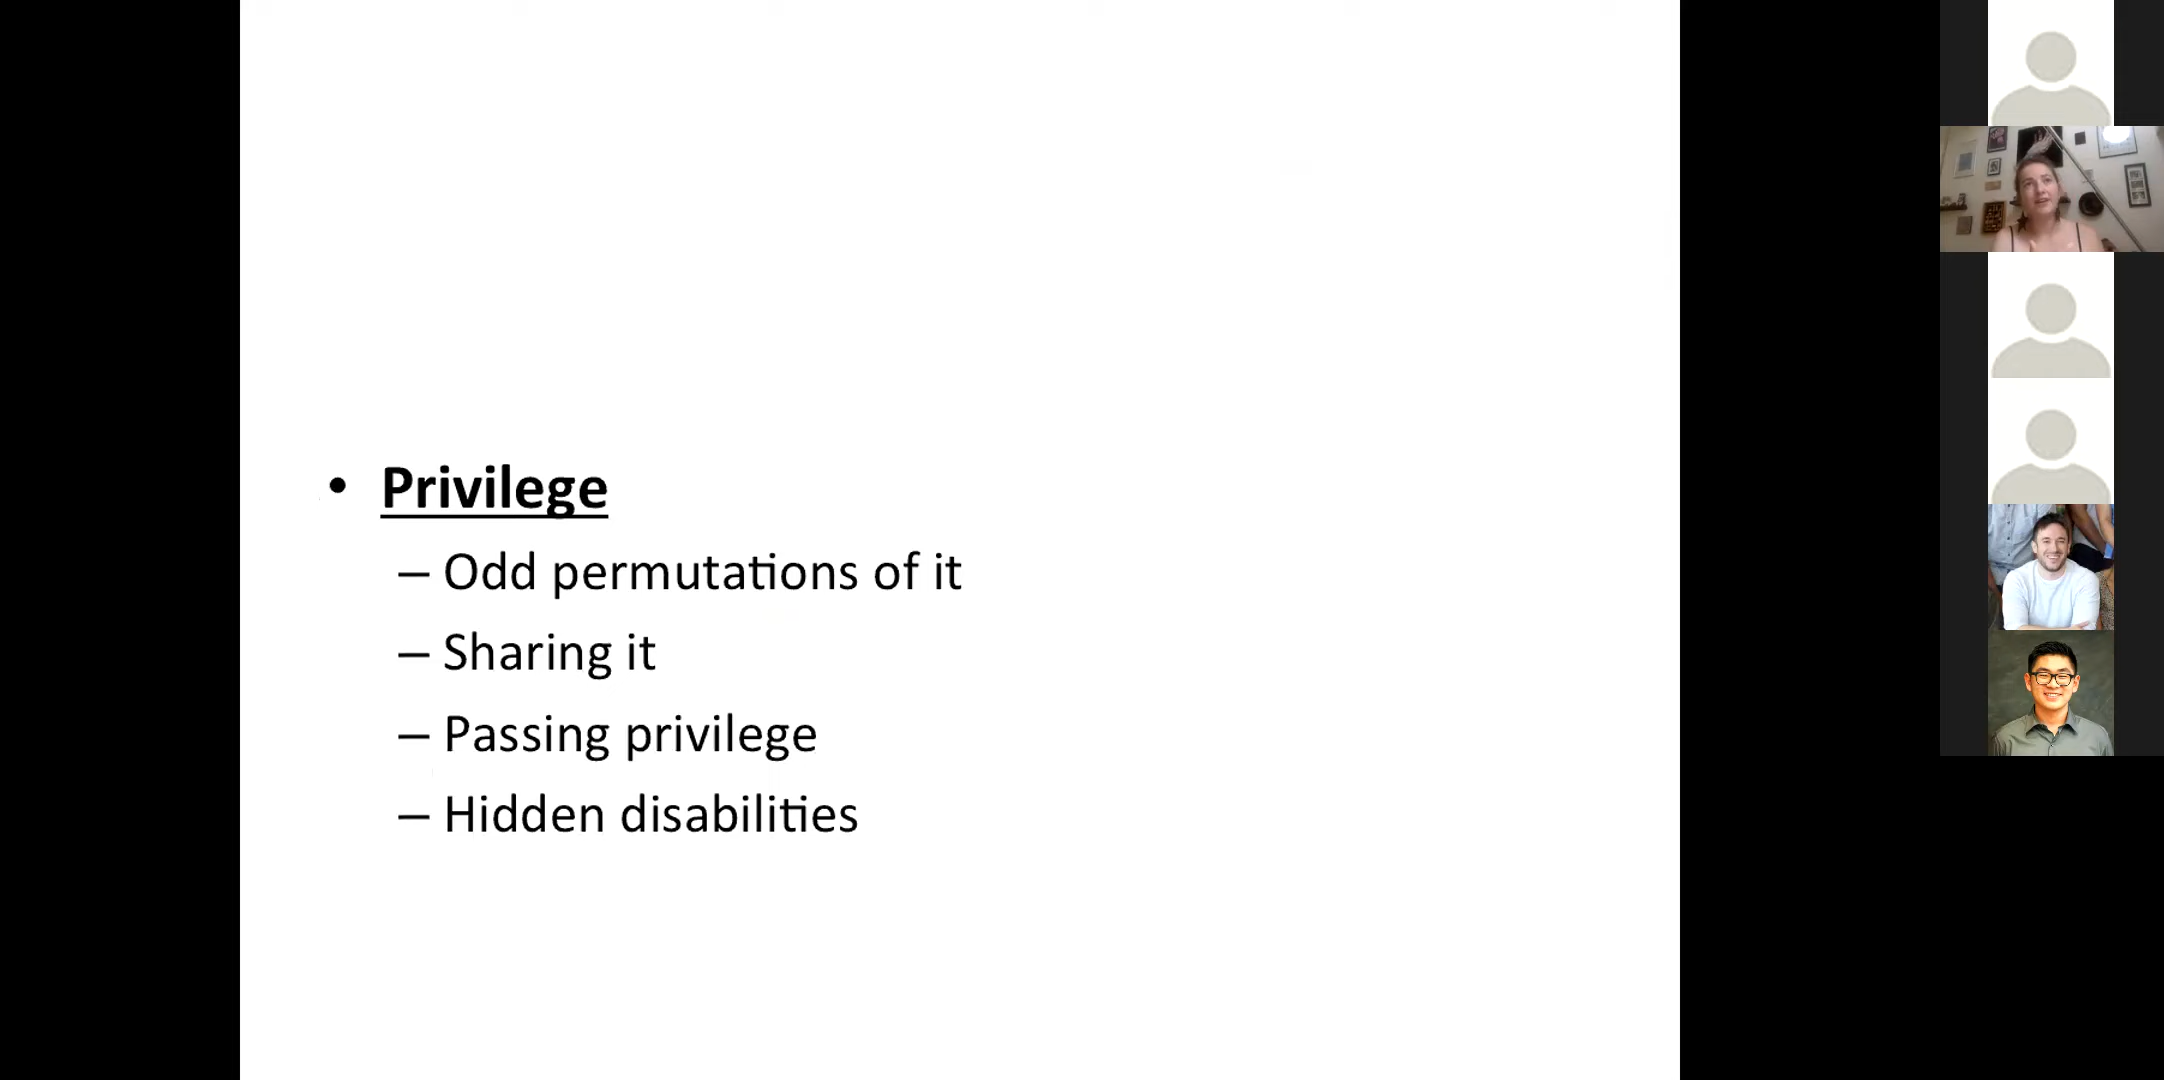 • Privilege
– Odd permutations of it
– Sharing it
– Passing privilege
– Hidden disabilities